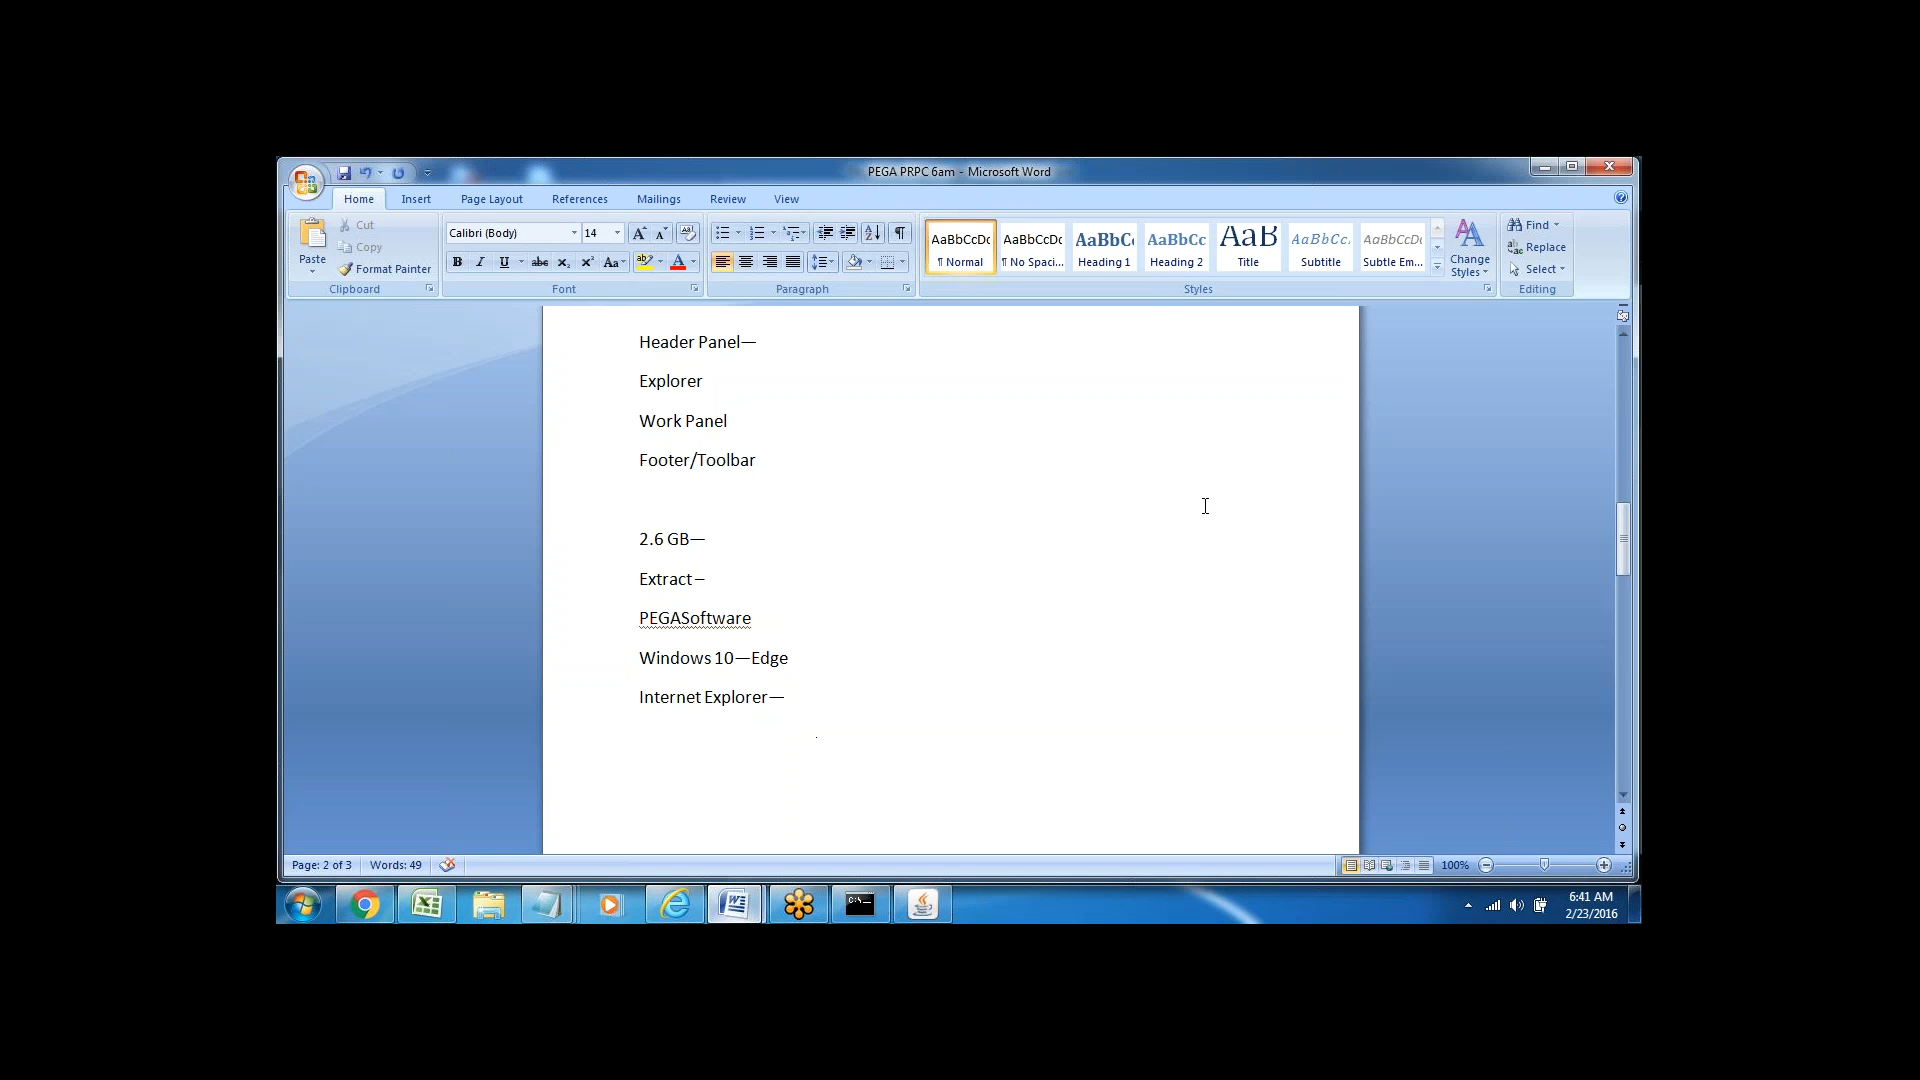 PEGA PRPC 6am - Microsoft Word
Home Insert Page Layout References Mailings Review View
Paste
Cut
Copy
Format Painter
Clipboard
Calibri (Body) 14
Font
Paragraph
AaBbCcDc AaBbCcDc AaBbC AaBbCc AaB AaBbCc. AaBbCcDc
¶ Normal ¶ No Spaci... Heading 1 Heading 2 Title Subtitle Subtle Em...
Change Styles
Styles
Find
Replace
Select
Editing
Header Panel—
Explorer
Work Panel
Footer/Toolbar
2.6 GB—
Extract –
PEGASoftware
Windows 10—Edge
Internet Explorer—
Page: 2 of 3 Words: 49 100%
6:41 AM
2/23/2016